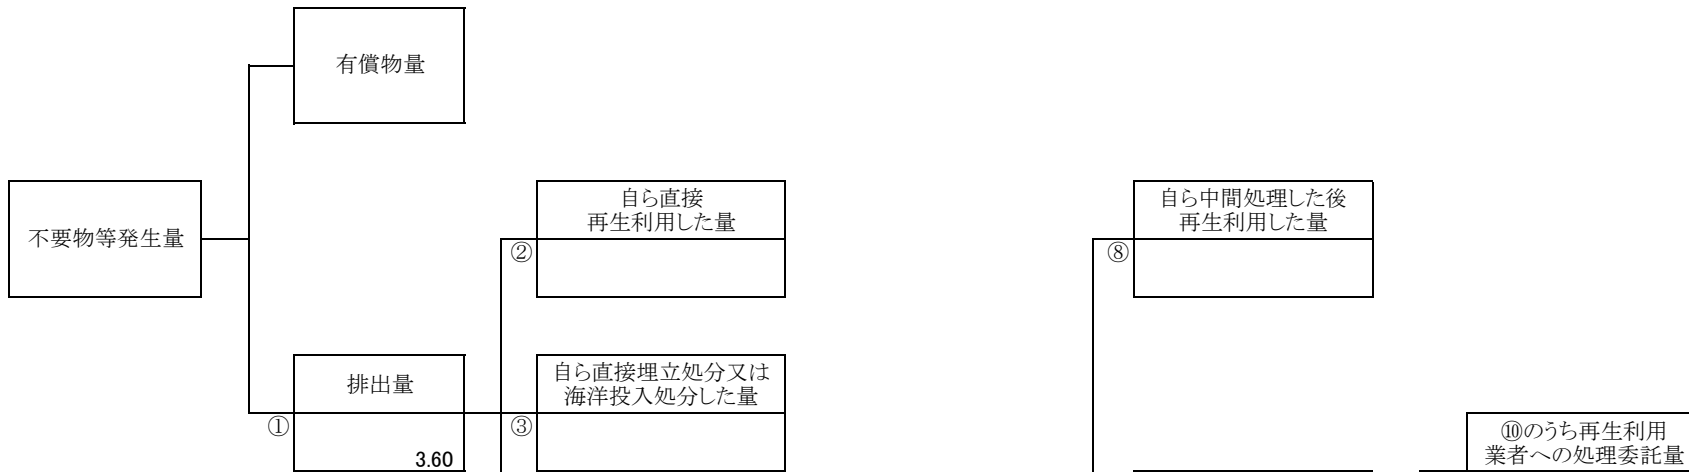 有償物量
不要物等発生量
自ら直接
再生利用した量
②
自ら中間処理した後
再生利用した量
⑧
排出量
①
3.60
自ら直接埋立処分又は
海洋投入処分した量
③
⑩のうち再生利用
業者への処理委託量